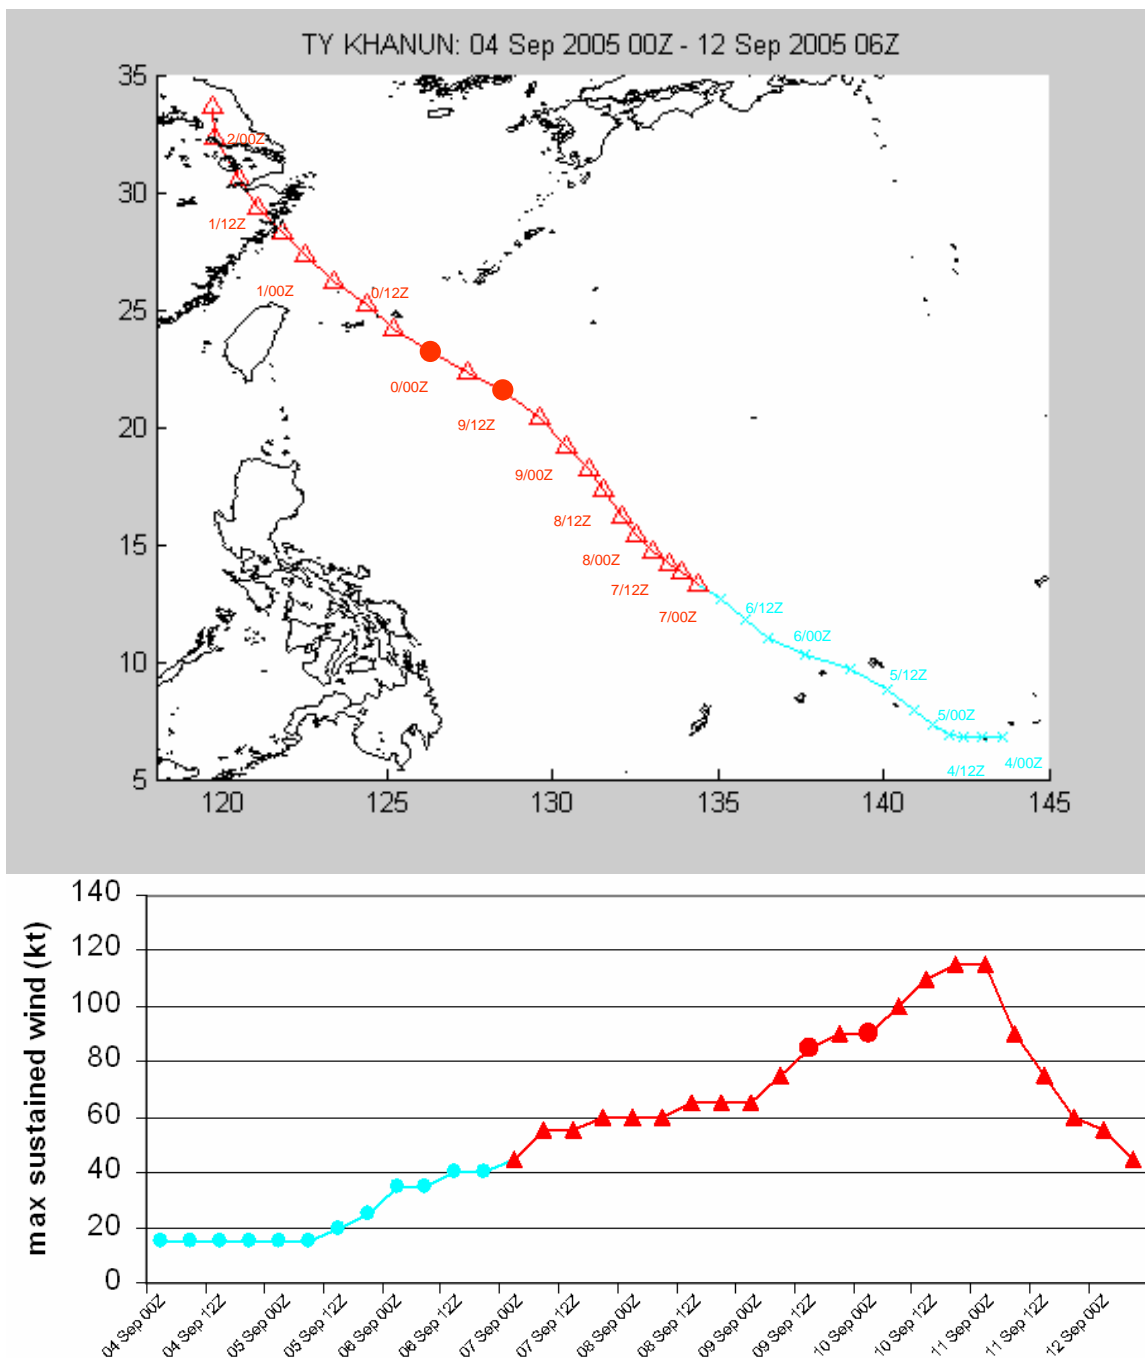 TY KHANUN: 04 Sep 2005 00Z - 12 Sep 2005 06Z
35
2/00Z
30
1/12Z
1/00Z
0/12Z
25
0/00Z
9/12Z
20
9/00Z
8/12Z
15
8/00Z
7/12Z
7/00Z
6/12Z
6/00Z
10
5/12Z
5/00Z
4/12Z
4/00Z
5
120 125 130 135 140 145
max sustained wind (kt)
140
120
100
80
60
40
20
0
04 Sep 00Z
04 Sep 12Z
05 Sep 00Z
05 Sep 12Z
06 Sep 00Z
06 Sep 12Z
07 Sep 00Z
07 Sep 12Z
08 Sep 00Z
08 Sep 12Z
09 Sep 00Z
09 Sep 12Z
10 Sep 00Z
10 Sep 12Z
11 Sep 00Z
11 Sep 12Z
12 Sep 00Z